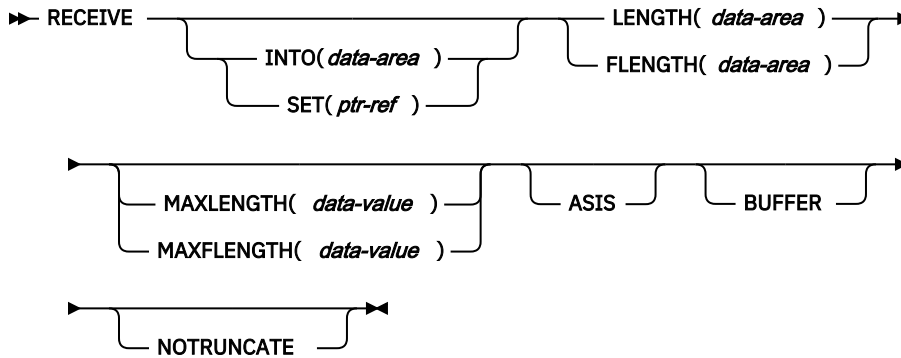 RECEIVE
INTO( data-area )
SET( ptr-ref )
LENGTH( data-area )
FLENGTH( data-area )
MAXLENGTH( data-value )
MAXFLENGTH( data-value )
ASIS
BUFFER
NOTRUNCATE